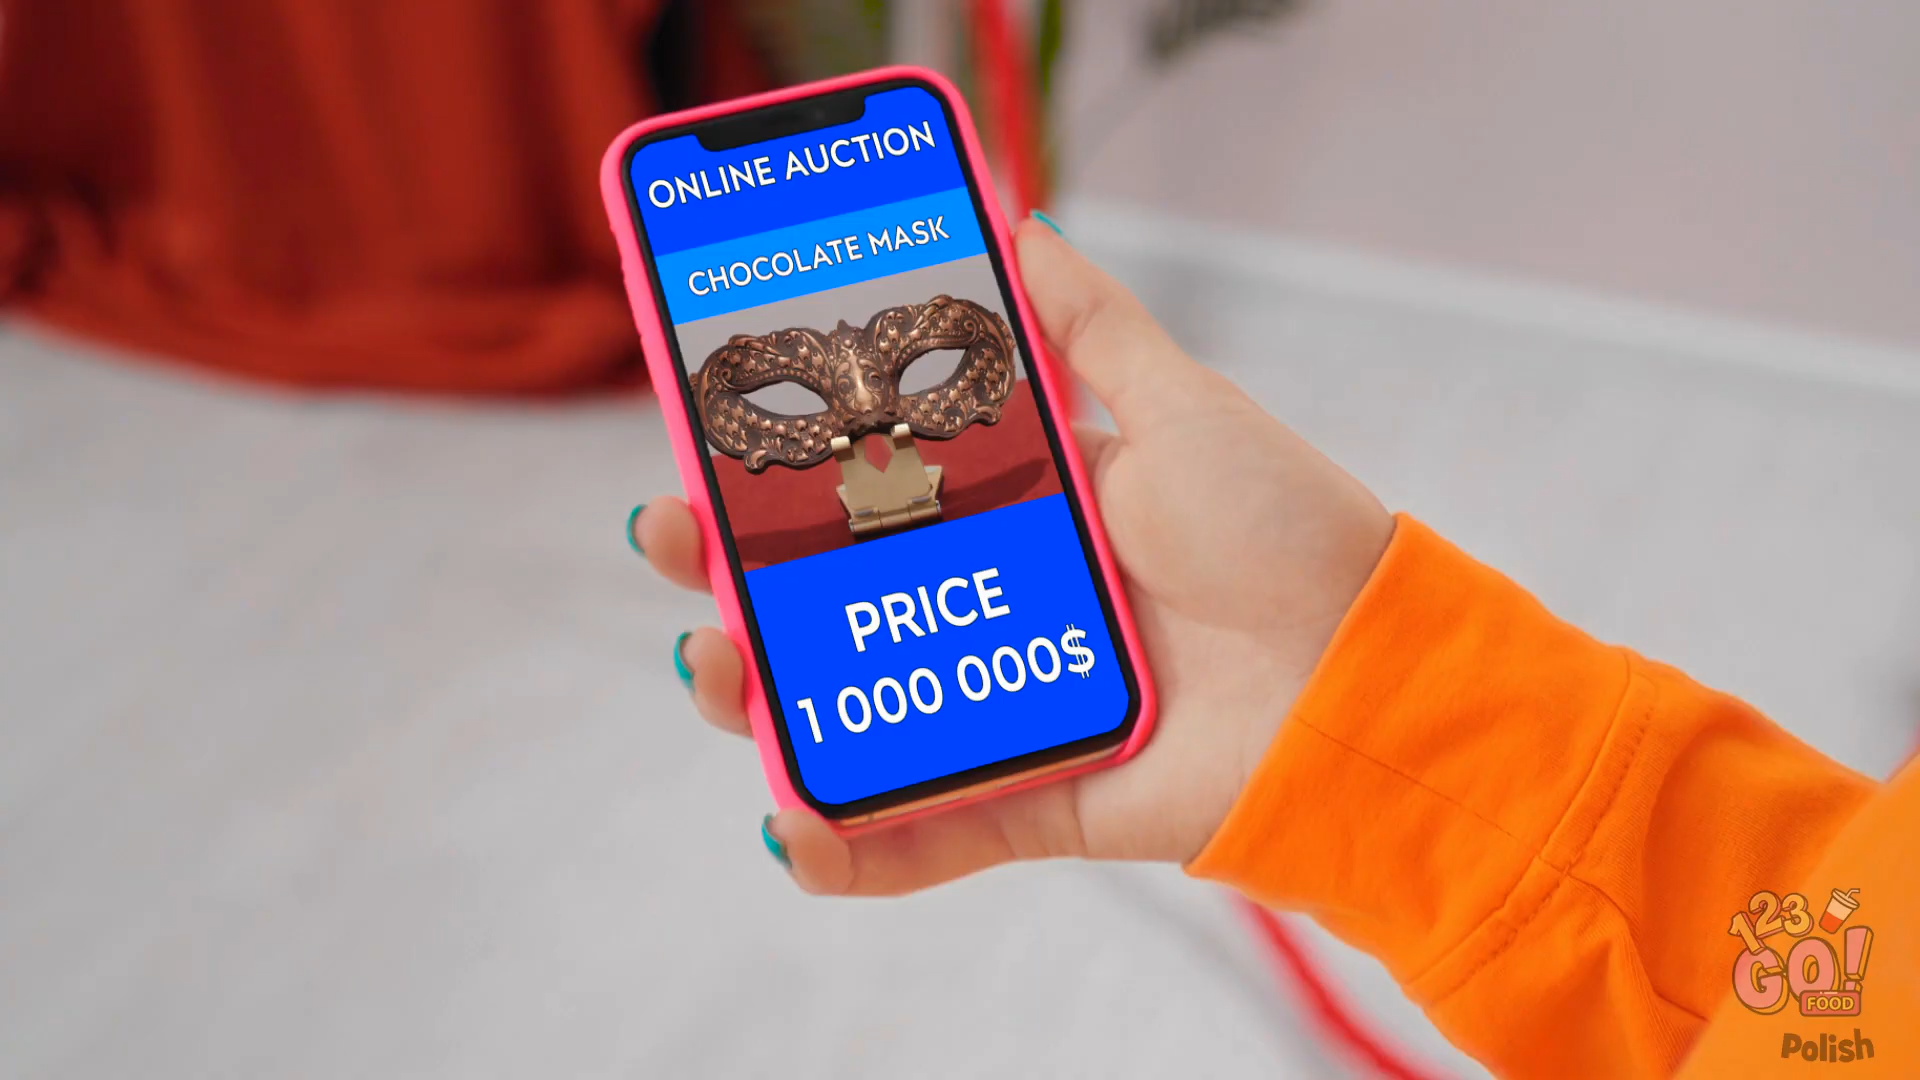 ONLINE AUCTION
CHOCOLATE MASK
PRICE
1 000 000$
123
GO!
FOOD
Polish